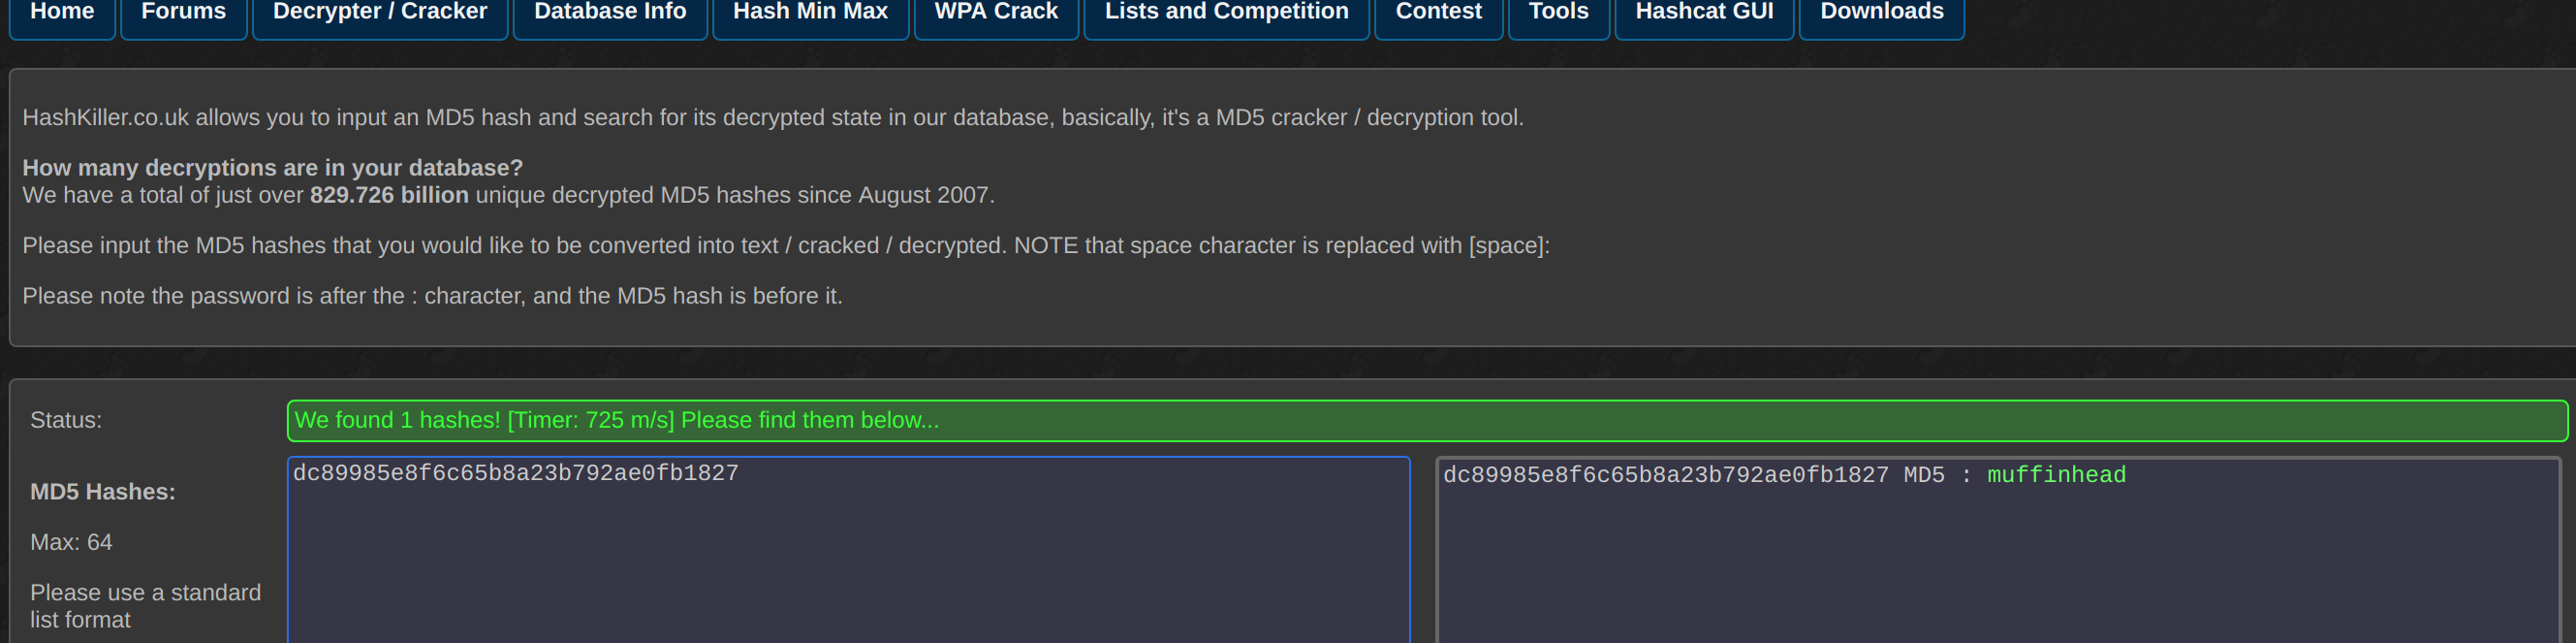 Home Forums Decrypter / Cracker Database Info Hash Min Max WPA Crack Lists and Competition Contest Tools Hashcat GUI Downloads
HashKiller.co.uk allows you to input an MD5 hash and search for its decrypted state in our database, basically, it's a MD5 cracker / decryption tool.
How many decryptions are in your database?
We have a total of just over 829.726 billion unique decrypted MD5 hashes since August 2007.
Please input the MD5 hashes that you would like to be converted into text / cracked / decrypted. NOTE that space character is replaced with [space]:
Please note the password is after the : character, and the MD5 hash is before it.
Status: We found 1 hashes! [Timer: 725 m/s] Please find them below...
MD5 Hashes:
Max: 64
Please use a standard
list format
dc89985e8f6c65b8a23b792ae0fb1827
dc89985e8f6c65b8a23b792ae0fb1827 MD5 : muffinhead